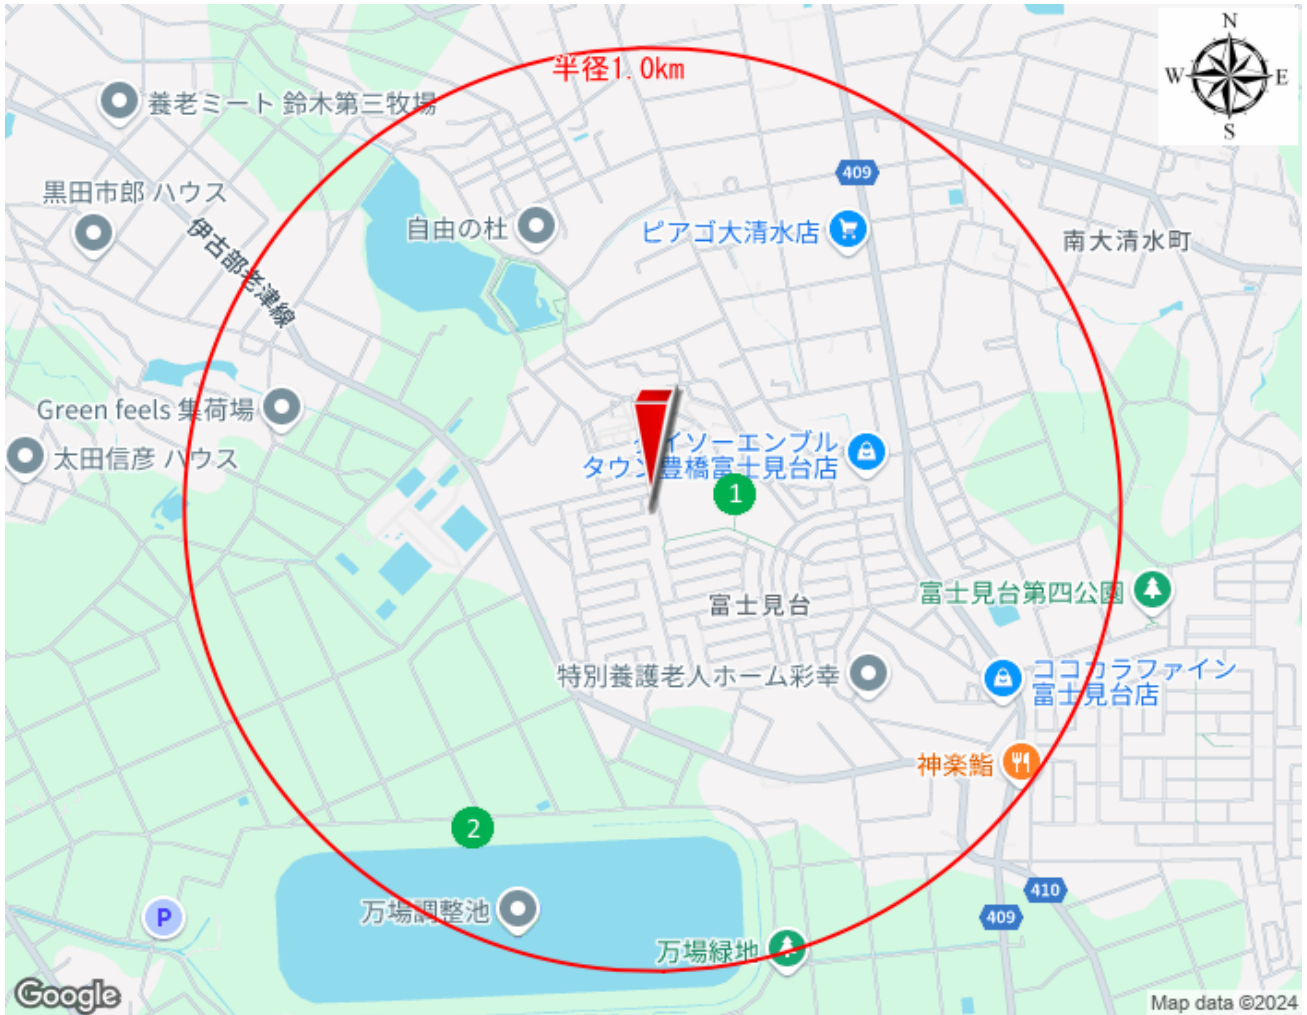 N
W E
S
半径1.0km
養老ミート 鈴木第三牧場
409
黒田市郎 ハウス
自由の杜
ピアゴ大清水店
南大清水町
伊古部老津線
Green feels 集荷場
太田信彦 ハウス
イソーエンブル
タウン豊橋富士見台店
1
富士見台
富士見台第四公園
特別養護老人ホーム彩幸
ココカラファイン
富士見台店
神楽鮨
2
410
409
P
万場調整池
万場緑地
Google
Map data ©2024